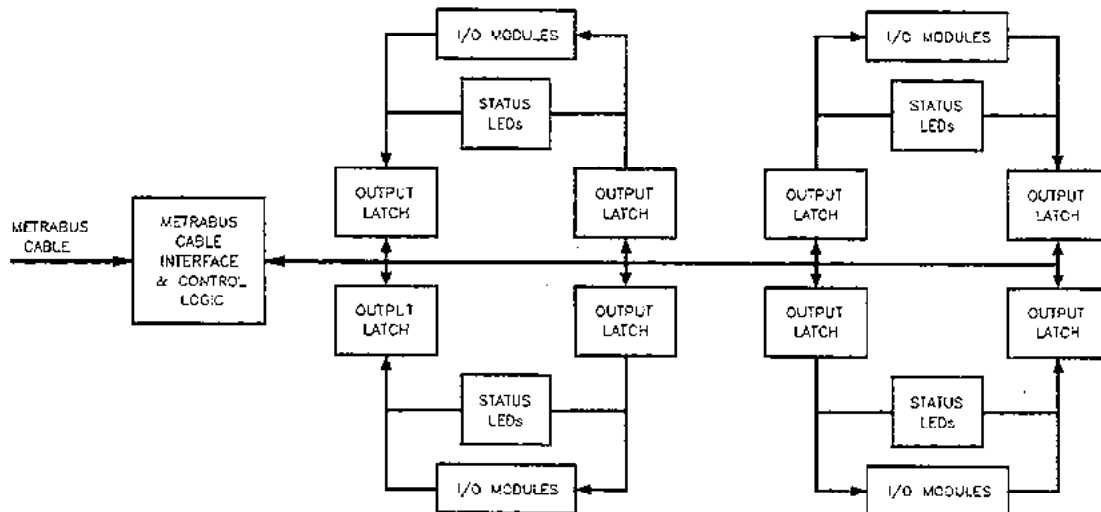 I/O MODULES
I/O MODULES
STATUS
LEDs
STATUS
LEDs
OUTPUT
LATCH
OUTPUT
LATCH
OUTPUT
LATCH
OUTPUT
LATCH
METRABUS
CABLE
METRABUS
CABLE
INTERFACE
& CONTROL
LOGIC
OUTPUT
LATCH
OUTPUT
LATCH
OUTPUT
LATCH
OUTPUT
LATCH
STATUS
LEDs
STATUS
LEDs
I/O MODULES
I/O MODULES